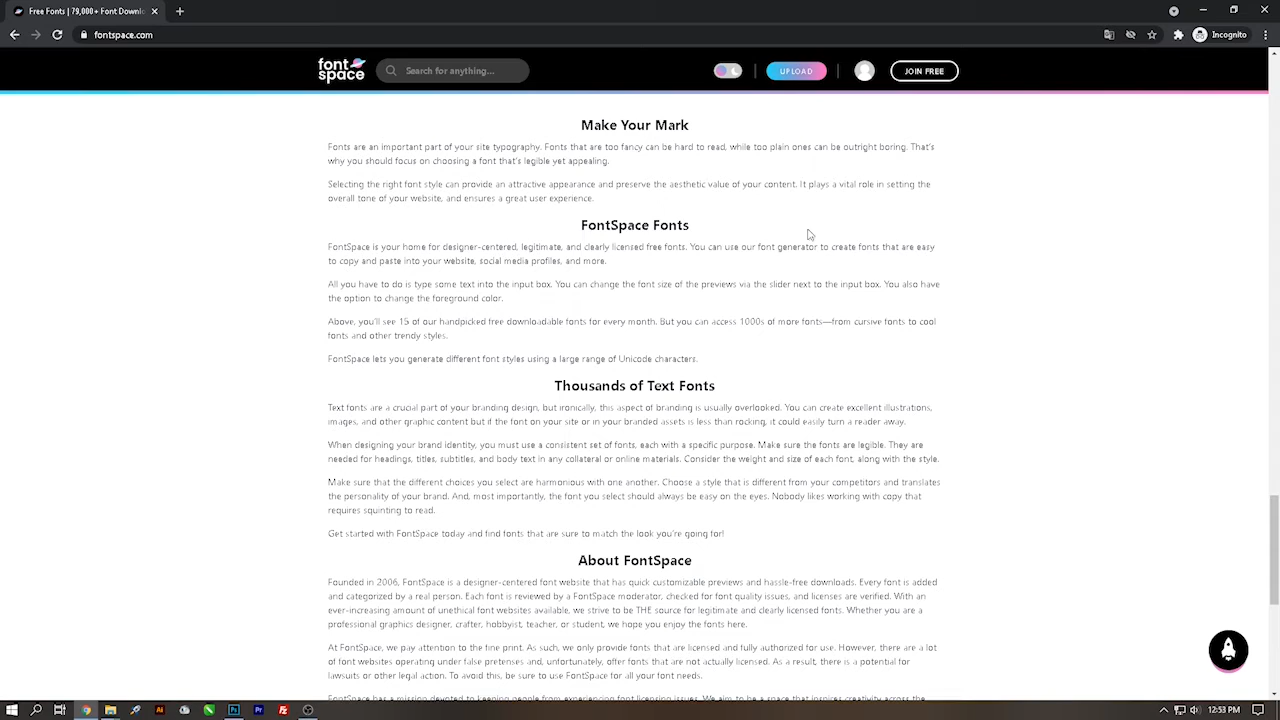 Free Fonts | 79,000+ Font Downl
fontspace.com
Incognito
font space
Search for anything...
UPLOAD
JOIN FREE
Make Your Mark
Fonts are an important part of your site typography. Fonts that are too fancy can be hard to read, while too plain ones can be outright boring. That's
why you should focus on choosing a font that's legible yet appealing.
Selecting the right font style can provide an attractive appearance and preserve the aesthetic value of your content. It plays a vital role in setting the
overall tone of your website, and ensures a great user experience.
FontSpace Fonts
FontSpace is your home for designer-centered, legitimate, and clearly licensed free fonts. You can use our font generator to create fonts that are easy
to copy and paste into your website, social media profiles, and more.
All you have to do is type some text into the input box. You can change the font size of the previews via the slider next to the input box. You also have
the option to change the foreground color.
Above, you'll see 15 of our handpicked free downloadable fonts for every month. But you can access 1000s of more fonts—from cursive fonts to cool
fonts and other trendy styles.
FontSpace lets you generate different font styles using a large range of Unicode characters.
Thousands of Text Fonts
Text fonts are a crucial part of your branding design, but ironically, this aspect of branding is usually overlooked. You can create excellent illustrations,
images, and other graphic content but if the font on your site or in your branded assets is less than rocking, it could easily turn a reader away.
When designing your brand identity, you must use a consistent set of fonts, each with a specific purpose. Make sure the fonts are legible. They are
needed for headings, titles, subtitles, and body text in any collateral or online materials. Consider the weight and size of each font, along with the style.
Make sure that the different choices you select are harmonious with one another. Choose a style that is different from your competitors and translates
the personality of your brand. And, most importantly, the font you select should always be easy on the eyes. Nobody likes working with copy that
requires squinting to read.
Get started with FontSpace today and find fonts that are sure to match the look you're going for!
About FontSpace
Founded in 2006, FontSpace is a designer-centered font website that has quick customizable previews and hassle-free downloads. Every font is added
and categorized by a real person. Each font is reviewed by a FontSpace moderator, checked for font quality issues, and licenses are verified. With an
ever-increasing amount of unethical font websites available, we strive to be THE source for legitimate and clearly licensed fonts. Whether you are a
professional graphics designer, crafter, hobbyist, teacher, or student, we hope you enjoy the fonts here.
At FontSpace, we pay attention to the fine print. As such, we only provide fonts that are licensed and fully authorized for use. However, there are a lot
of font websites operating under false pretenses and, unfortunately, offer fonts that are not actually licensed. As a result, there is a potential for
lawsuits or other legal action. To avoid this, be sure to use FontSpace for all your font needs.
FontSpace has a mission devoted to keeping people from experiencing font licensing issues. We aim to be a space that inspires creativity across the
12:53 PM